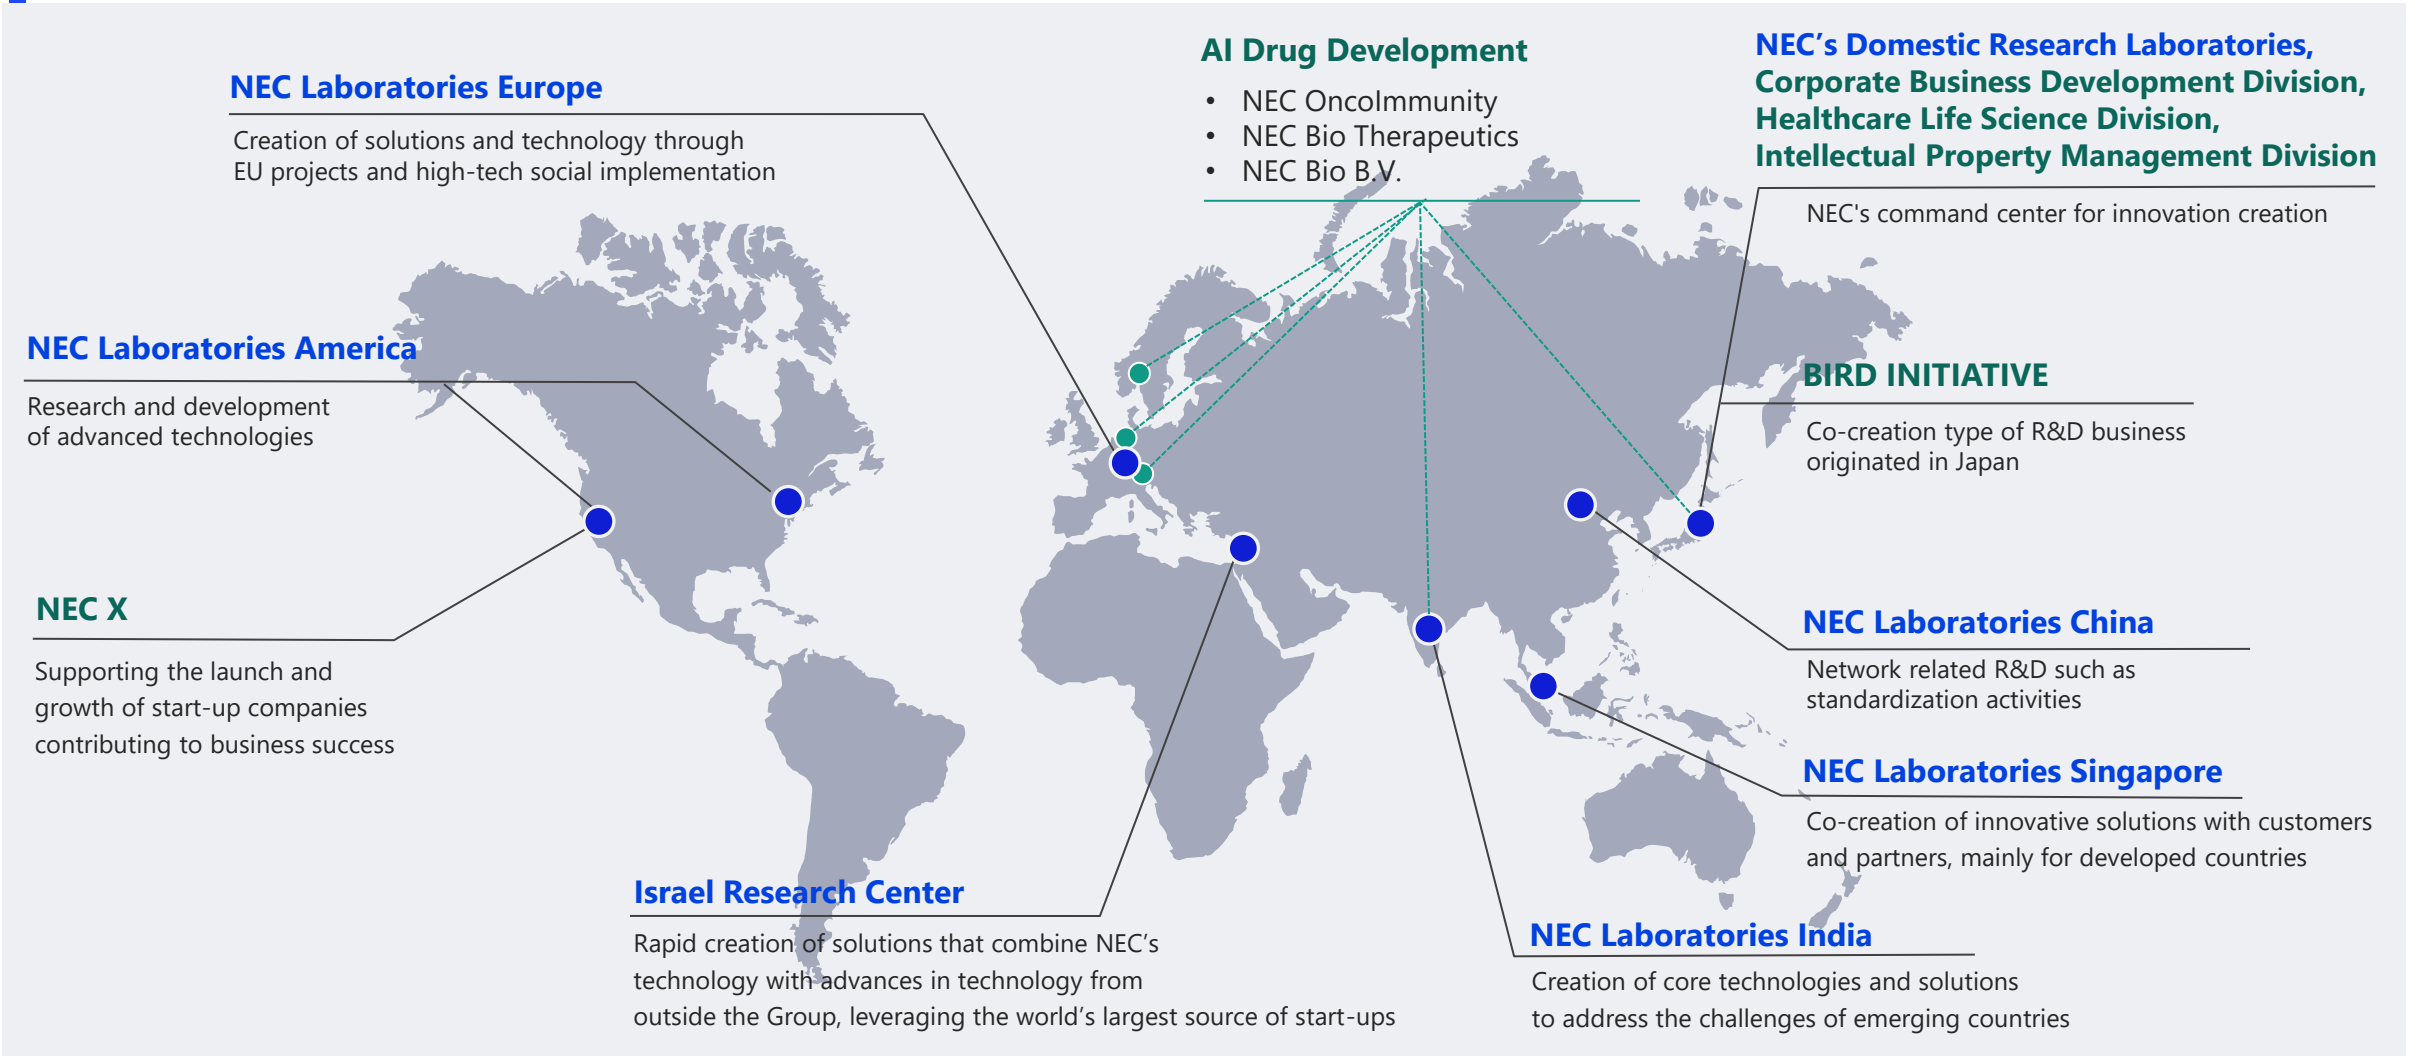 NEC Laboratories Europe
Creation of solutions and technology through
EU projects and high-tech social implementation
AI Drug Development
• NEC OncoImmunity
• NEC Bio Therapeutics
• NEC Bio B.V.
NEC’s Domestic Research Laboratories,
Corporate Business Development Division,
Healthcare Life Science Division,
Intellectual Property Management Division
NEC's command center for innovation creation
NEC Laboratories America
Research and development
of advanced technologies
BIRD INITIATIVE
Co-creation type of R&D business
originated in Japan
NEC X
Supporting the launch and
growth of start-up companies
contributing to business success
NEC Laboratories China
Network related R&D such as
standardization activities
NEC Laboratories Singapore
Co-creation of innovative solutions with customers
and partners, mainly for developed countries
Israel Research Center
Rapid creation of solutions that combine NEC’s
technology with advances in technology from
outside the Group, leveraging the world’s largest source of start-ups
NEC Laboratories India
Creation of core technologies and solutions
to address the challenges of emerging countries